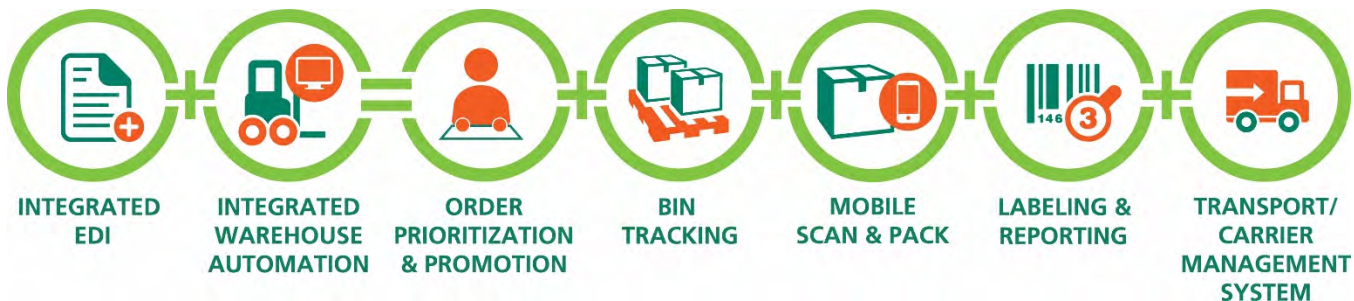 146
3
INTEGRATED
EDI
INTEGRATED
WAREHOUSE
AUTOMATION
ORDER
PRIORITIZATION
& PROMOTION
BIN
TRACKING
MOBILE
SCAN & PACK
LABELING &
REPORTING
TRANSPORT/
CARRIER
MANAGEMENT
SYSTEM